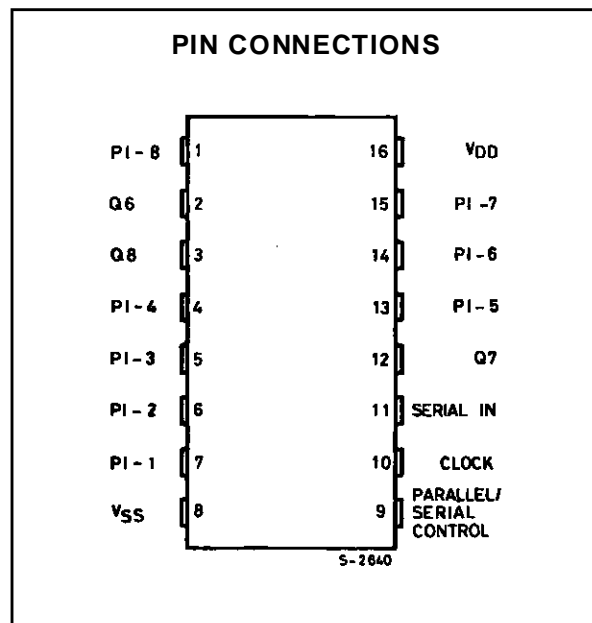 PIN CONNECTIONS
PI-8 1 16 VDD
Q6 2 15 PI-7
Q8 3 14 PI-6
PI-4 4 13 PI-5
PI-3 5 12 Q7
PI-2 6 11 SERIAL IN
PI-1 7 10 CLOCK
VSS 8 9 PARALLEL/
SERIAL
CONTROL
S-2640